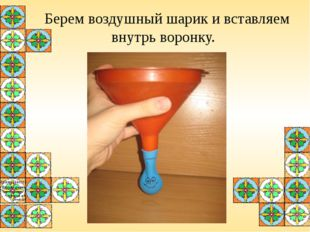 Берем воздушный шарик и вставляем
внутрь воронку.